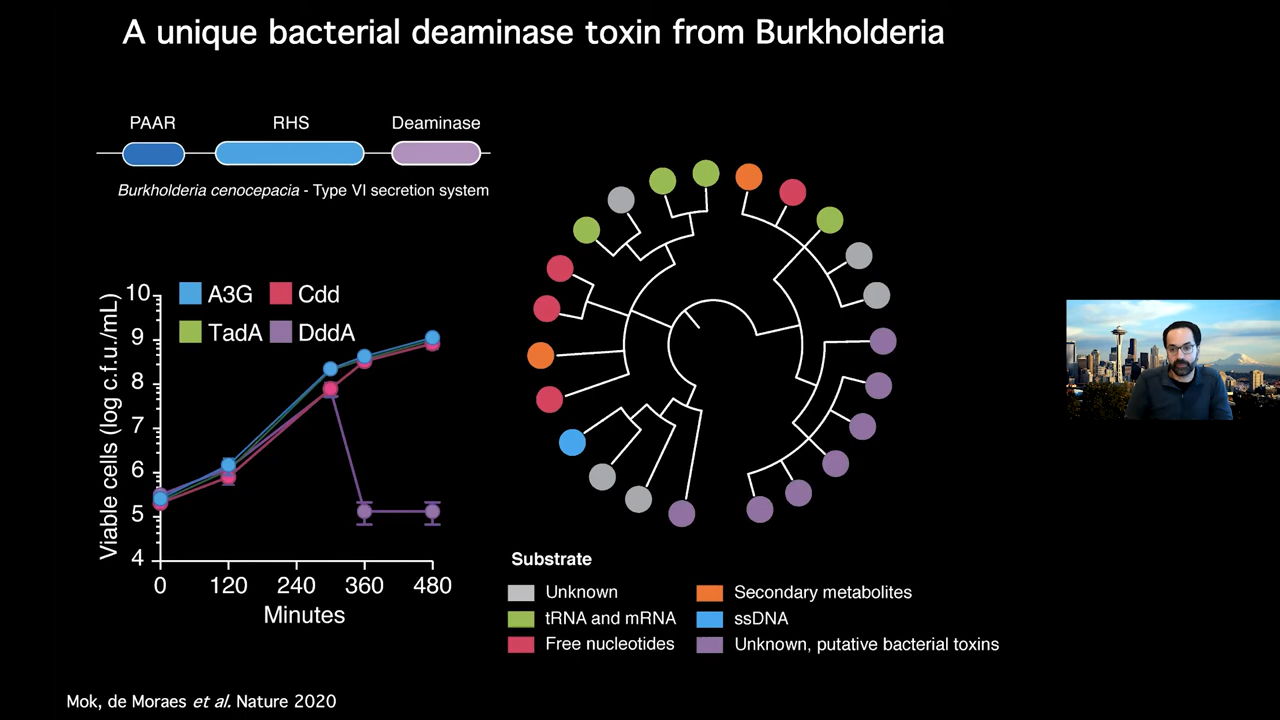 A unique bacterial deaminase toxin from Burkholderia
PAAR RHS Deaminase
Burkholderia cenocepacia - Type VI secretion system
A3G Cdd
TadA DddA
Viable cells (log c.f.u./mL)
10
9
8
7
6
5
4
0 120 240 360 480
Minutes
Substrate
Unknown Secondary metabolites
tRNA and mRNA ssDNA
Free nucleotides Unknown, putative bacterial toxins
Mok, de Moraes et al. Nature 2020